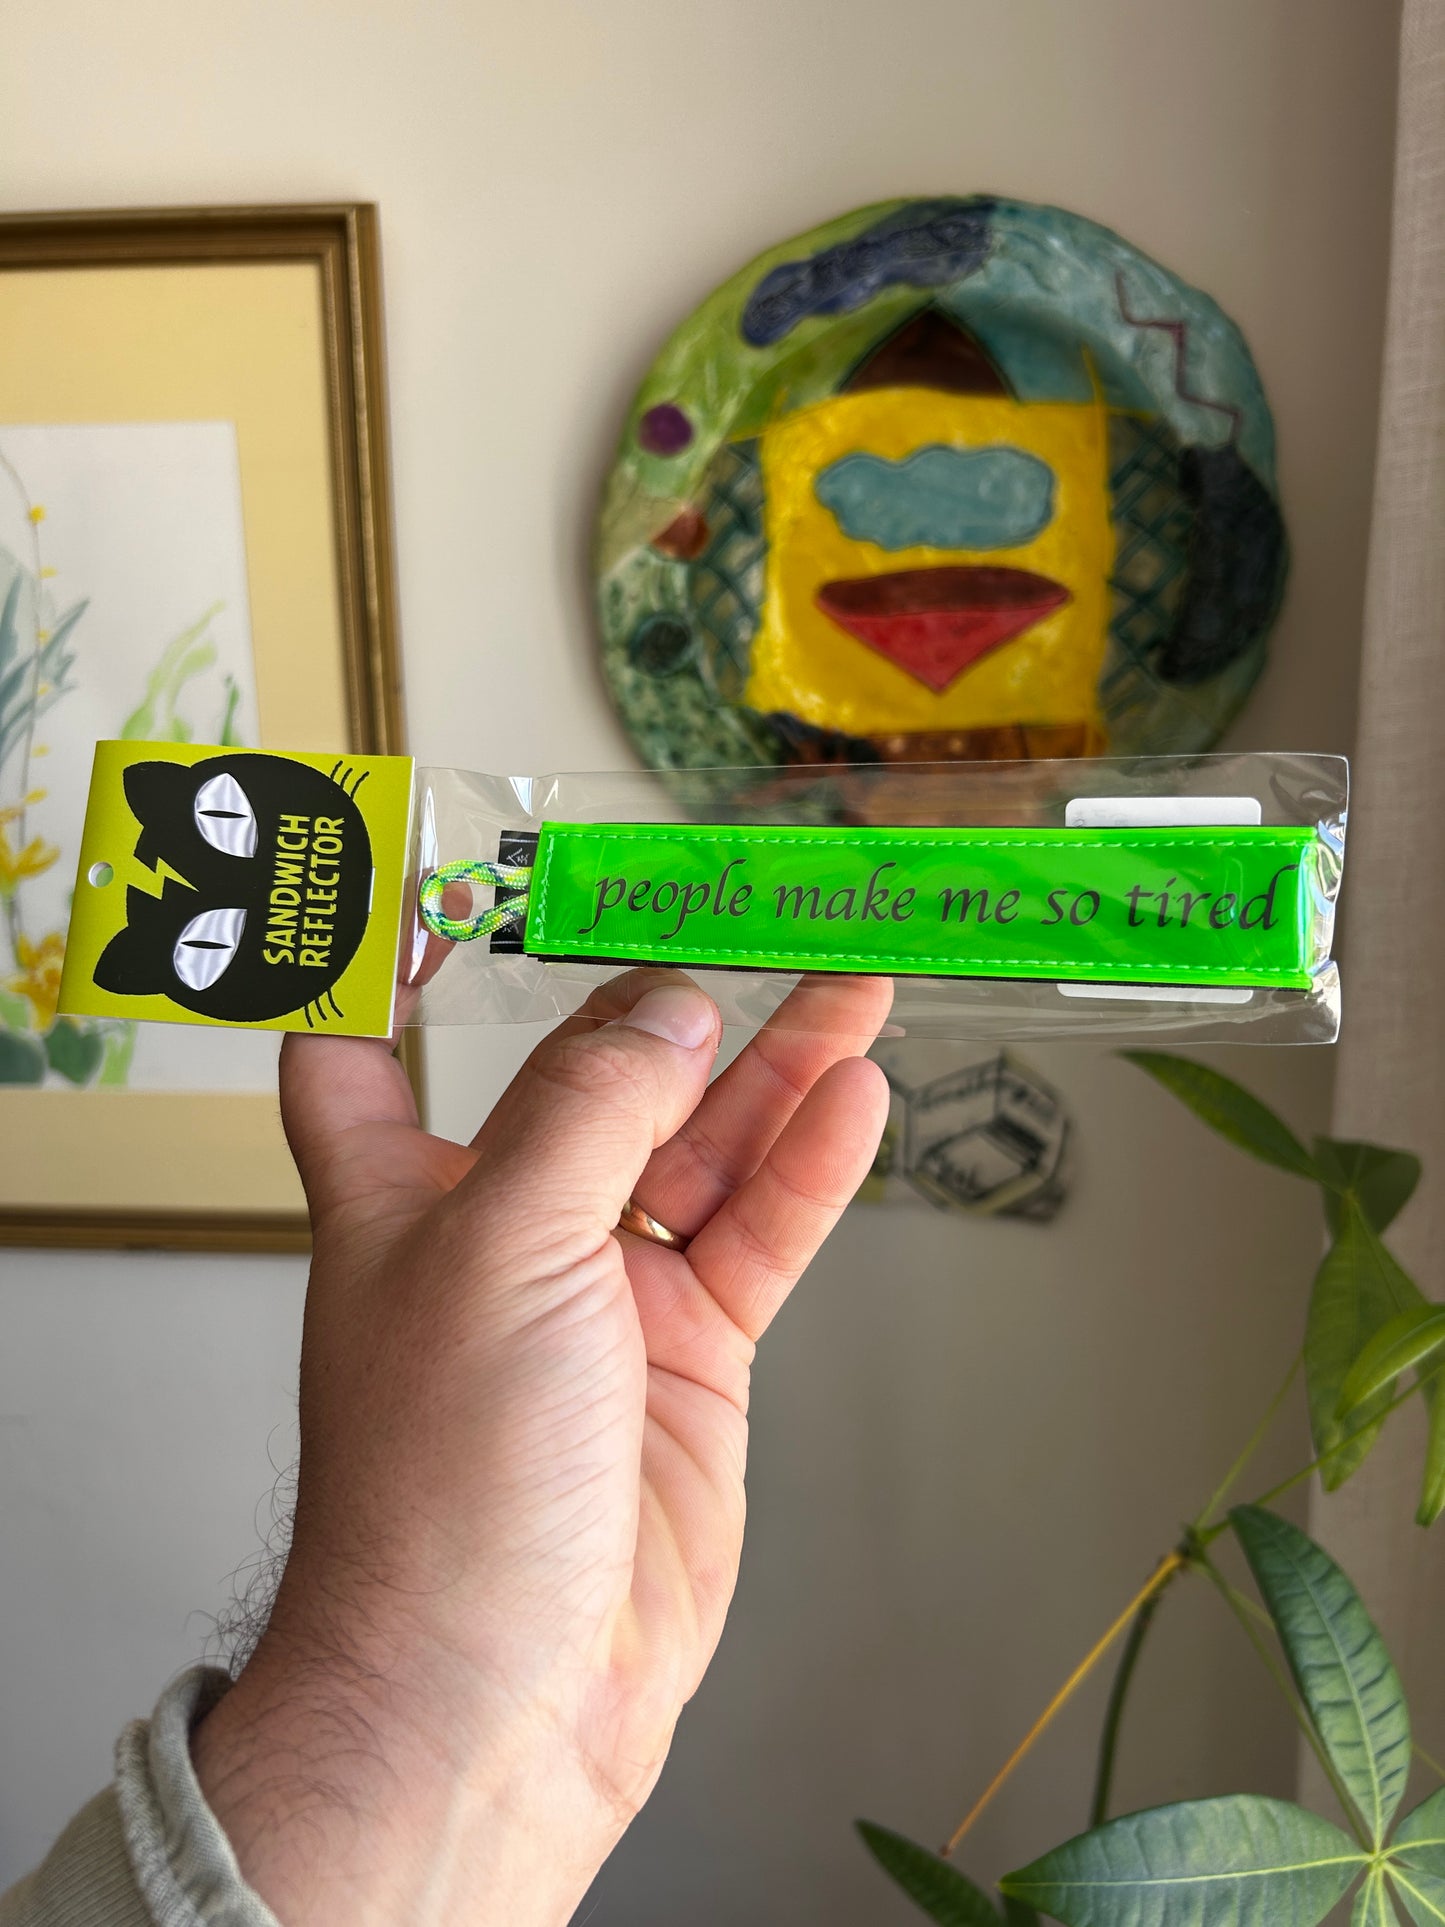 SANDWICH
REFLECTOR
people make me so tired